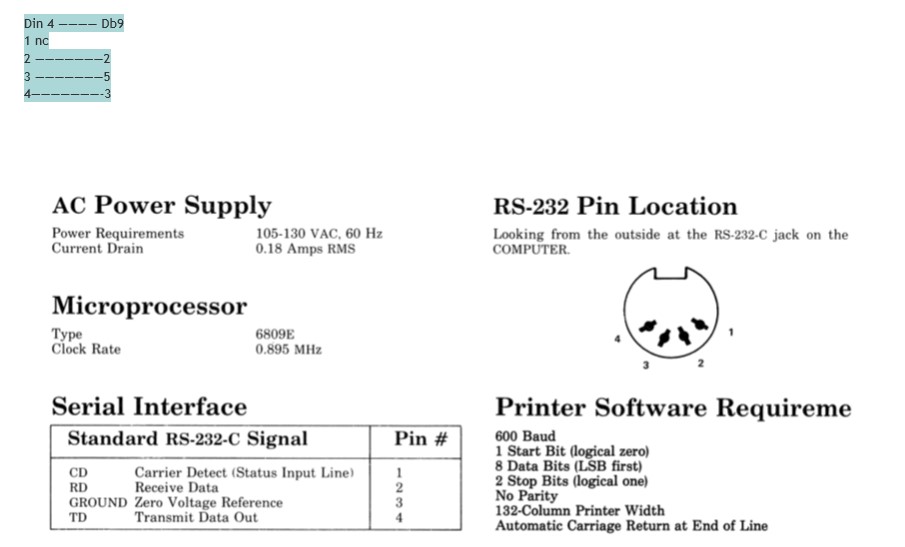 Din 4 ———— Db9
1 nc
2 ———————2
3 ———————5
4———————-3
AC Power Supply
Power Requirements 105-130 VAC, 60 Hz
Current Drain 0.18 Amps RMS
Microprocessor
Type 6809E
Clock Rate 0.895 MHz
Serial Interface
Standard RS-232-C Signal Pin #
CD Carrier Detect (Status Input Line) 1
RD Receive Data 2
GROUND Zero Voltage Reference 3
TD Transmit Data Out 4
RS-232 Pin Location
Looking from the outside at the RS-232-C jack on the
COMPUTER.
4
1
3
2
Printer Software Requireme
600 Baud
1 Start Bit (logical zero)
8 Data Bits (LSB first)
2 Stop Bits (logical one)
No Parity
132-Column Printer Width
Automatic Carriage Return at End of Line